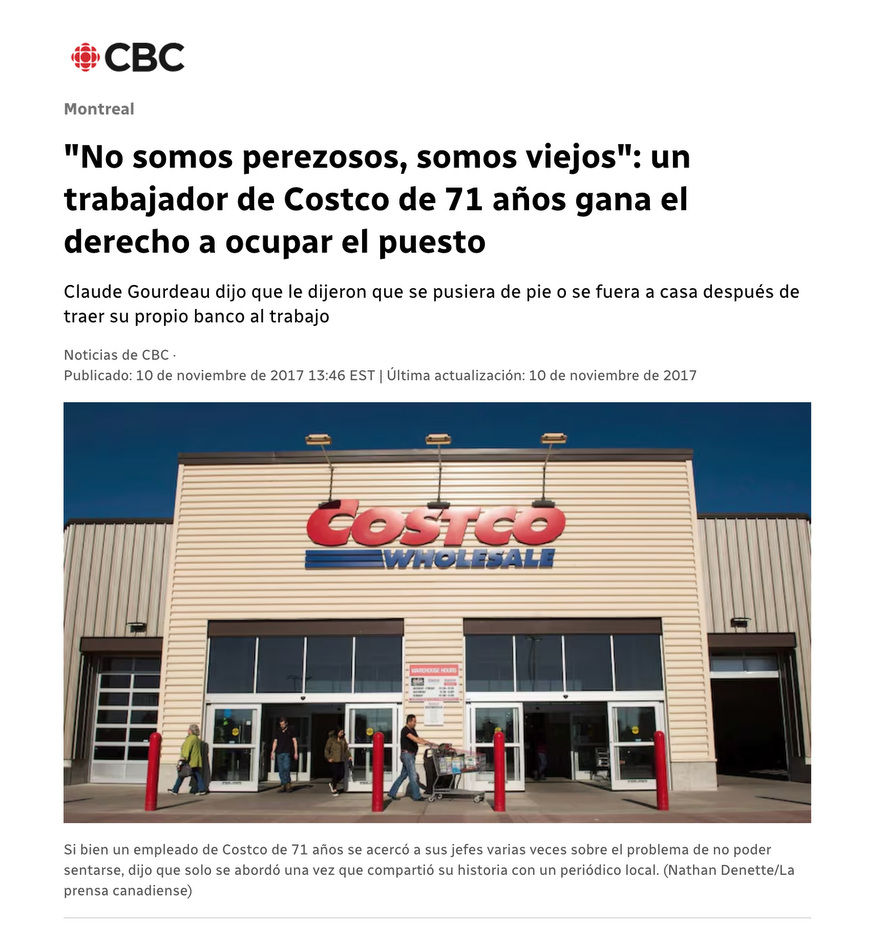 CBC
Montreal
"No somos perezosos, somos viejos": un
trabajador de Costco de 71 años gana el
derecho a ocupar el puesto
Claude Gourdeau dijo que le dijeron que se pusiera de pie o se fuera a casa después de
traer su propio banco al trabajo
Noticias de CBC ·
Publicado: 10 de noviembre de 2017 13:46 EST | Última actualización: 10 de noviembre de 2017
COSTCO
WHOLESALE
WAREHOUSE HOURS
Si bien un empleado de Costco de 71 años se acercó a sus jefes varias veces sobre el problema de no poder
sentarse, dijo que solo se abordó una vez que compartió su historia con un periódico local. (Nathan Denette/La
prensa canadiense)